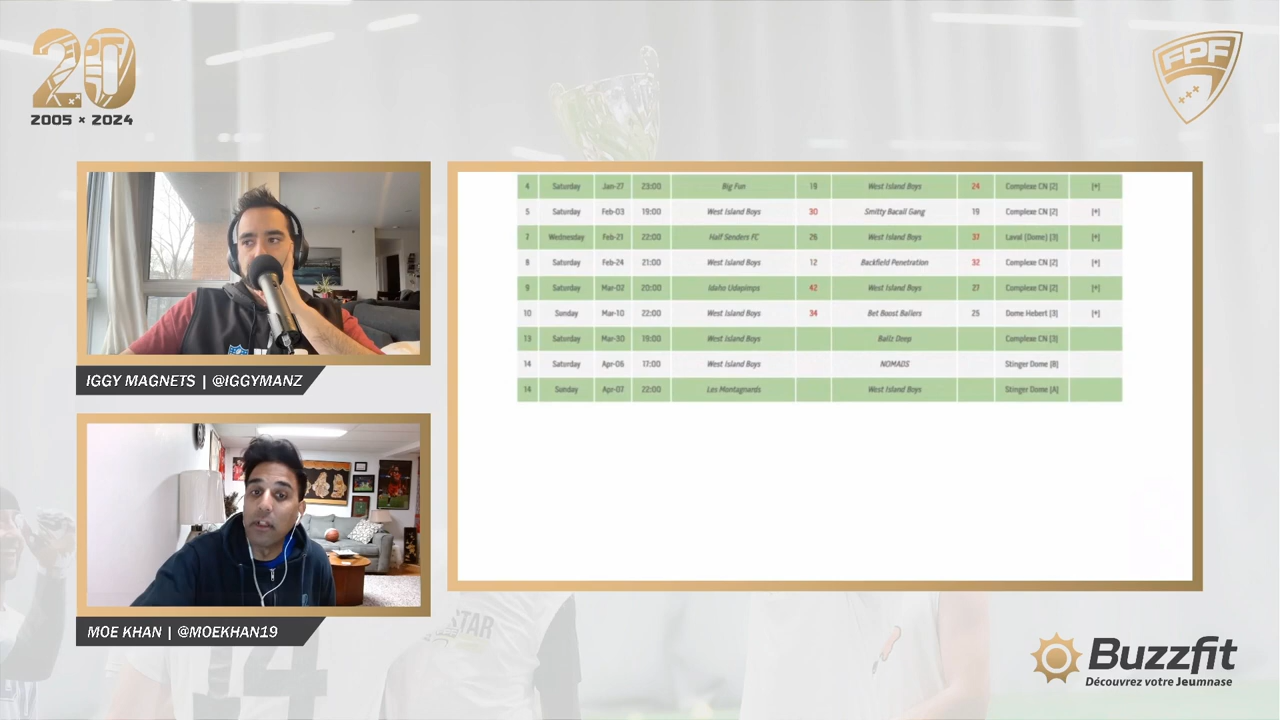 20
2005 × 2024
FPF
4 Saturday Jan-27 23:00 Big Fun 19 West Island Boys 24 Complexe CN [2] [+]
5 Saturday Feb-03 19:00 West Island Boys 30 Smitty Bacall Gang 19 Complexe CN [2] [+]
7 Wednesday Feb-21 22:00 Half Senders FC 26 West Island Boys 37 Laval (Dome) [3] [+]
8 Saturday Feb-24 21:00 West Island Boys 12 Backfield Penetration 32 Complexe CN [2] [+]
9 Saturday Mar-02 20:00 Idaho Udapimps 42 West Island Boys 27 Complexe CN [2] [+]
10 Sunday Mar-10 22:00 West Island Boys 34 Bet Boost Ballers 25 Dome Hebert [3] [+]
13 Saturday Mar-30 19:00 West Island Boys Ballz Deep Complexe CN [3]
14 Saturday Apr-06 17:00 West Island Boys NOMADS Stinger Dome [B]
14 Sunday Apr-07 22:00 Les Montagnards West Island Boys Stinger Dome [A]
IGGY MAGNETS | @IGGYMANZ
MOE KHAN | @MOEKHAN19
STAR
14
Buzzfit
Découvrez votre Jeumnase